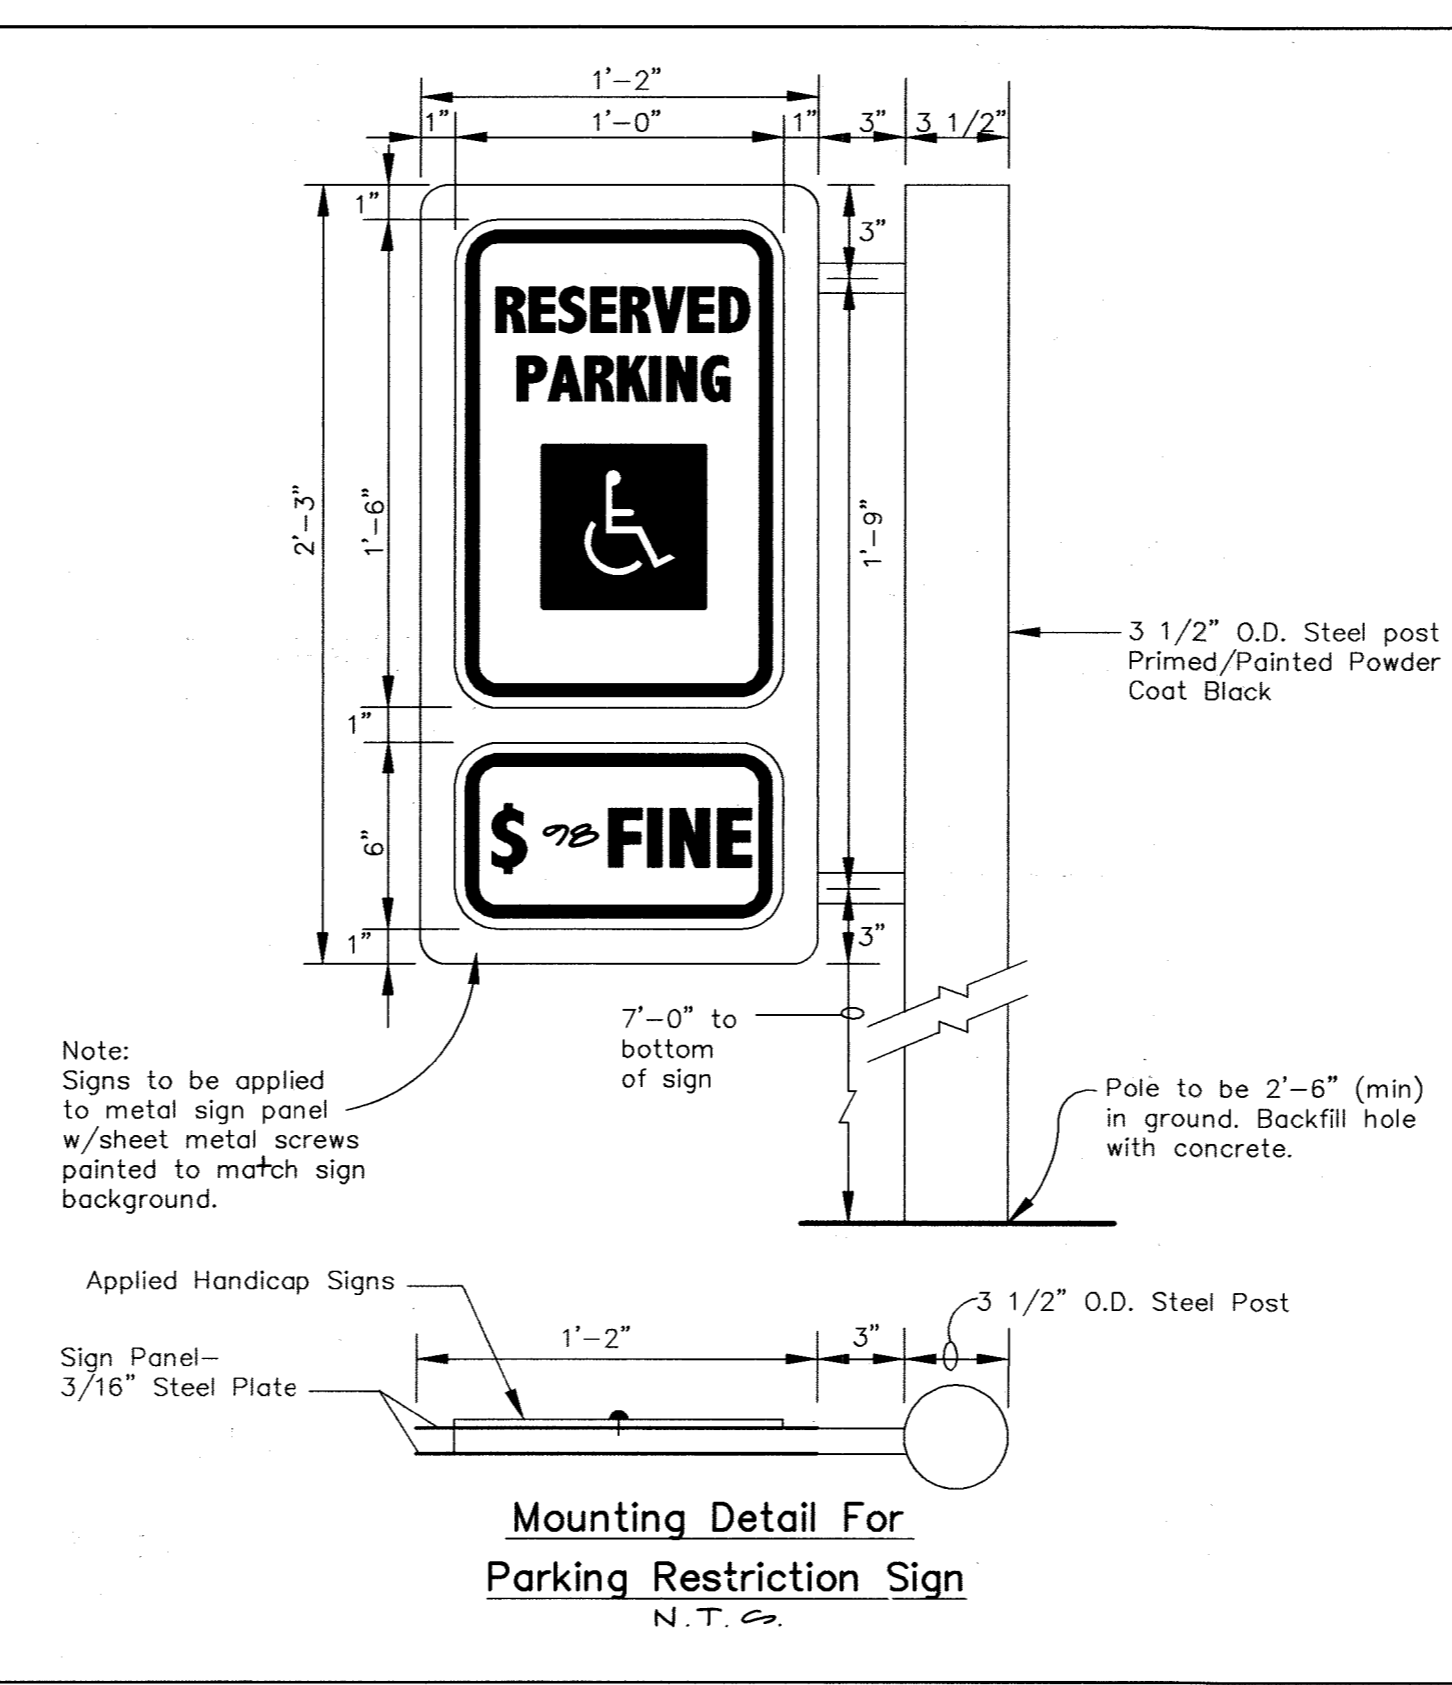 1'-2"
1" 1'-0" 1" 3" 3 1/2"
1"
3"
RESERVED
PARKING
2'-3"
1'-6"
1'-9"
3 1/2" O.D. Steel post
Primed/Painted Powder
Coat Black
1"
$ 98 FINE
6"
1"
3"
7'-0" to
bottom
of sign
Note:
Signs to be applied
to metal sign panel
w/sheet metal screws
painted to match sign
background.
Pole to be 2'-6" (min)
in ground. Backfill hole
with concrete.
Applied Handicap Signs
3 1/2" O.D. Steel Post
1'-2"
3"
Sign Panel-
3/16" Steel Plate
Mounting Detail For
Parking Restriction Sign
N.T.S.